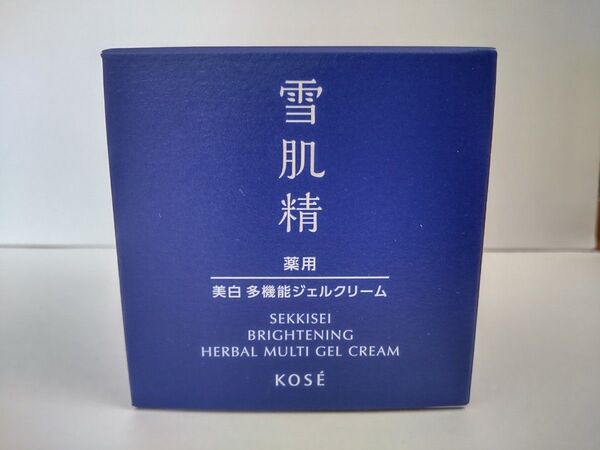 雪肌精
薬用
美白 多機能ジェルクリーム
SEKKISEI
BRIGHTENING
HERBAL MULTI GEL CREAM
KOSÉ